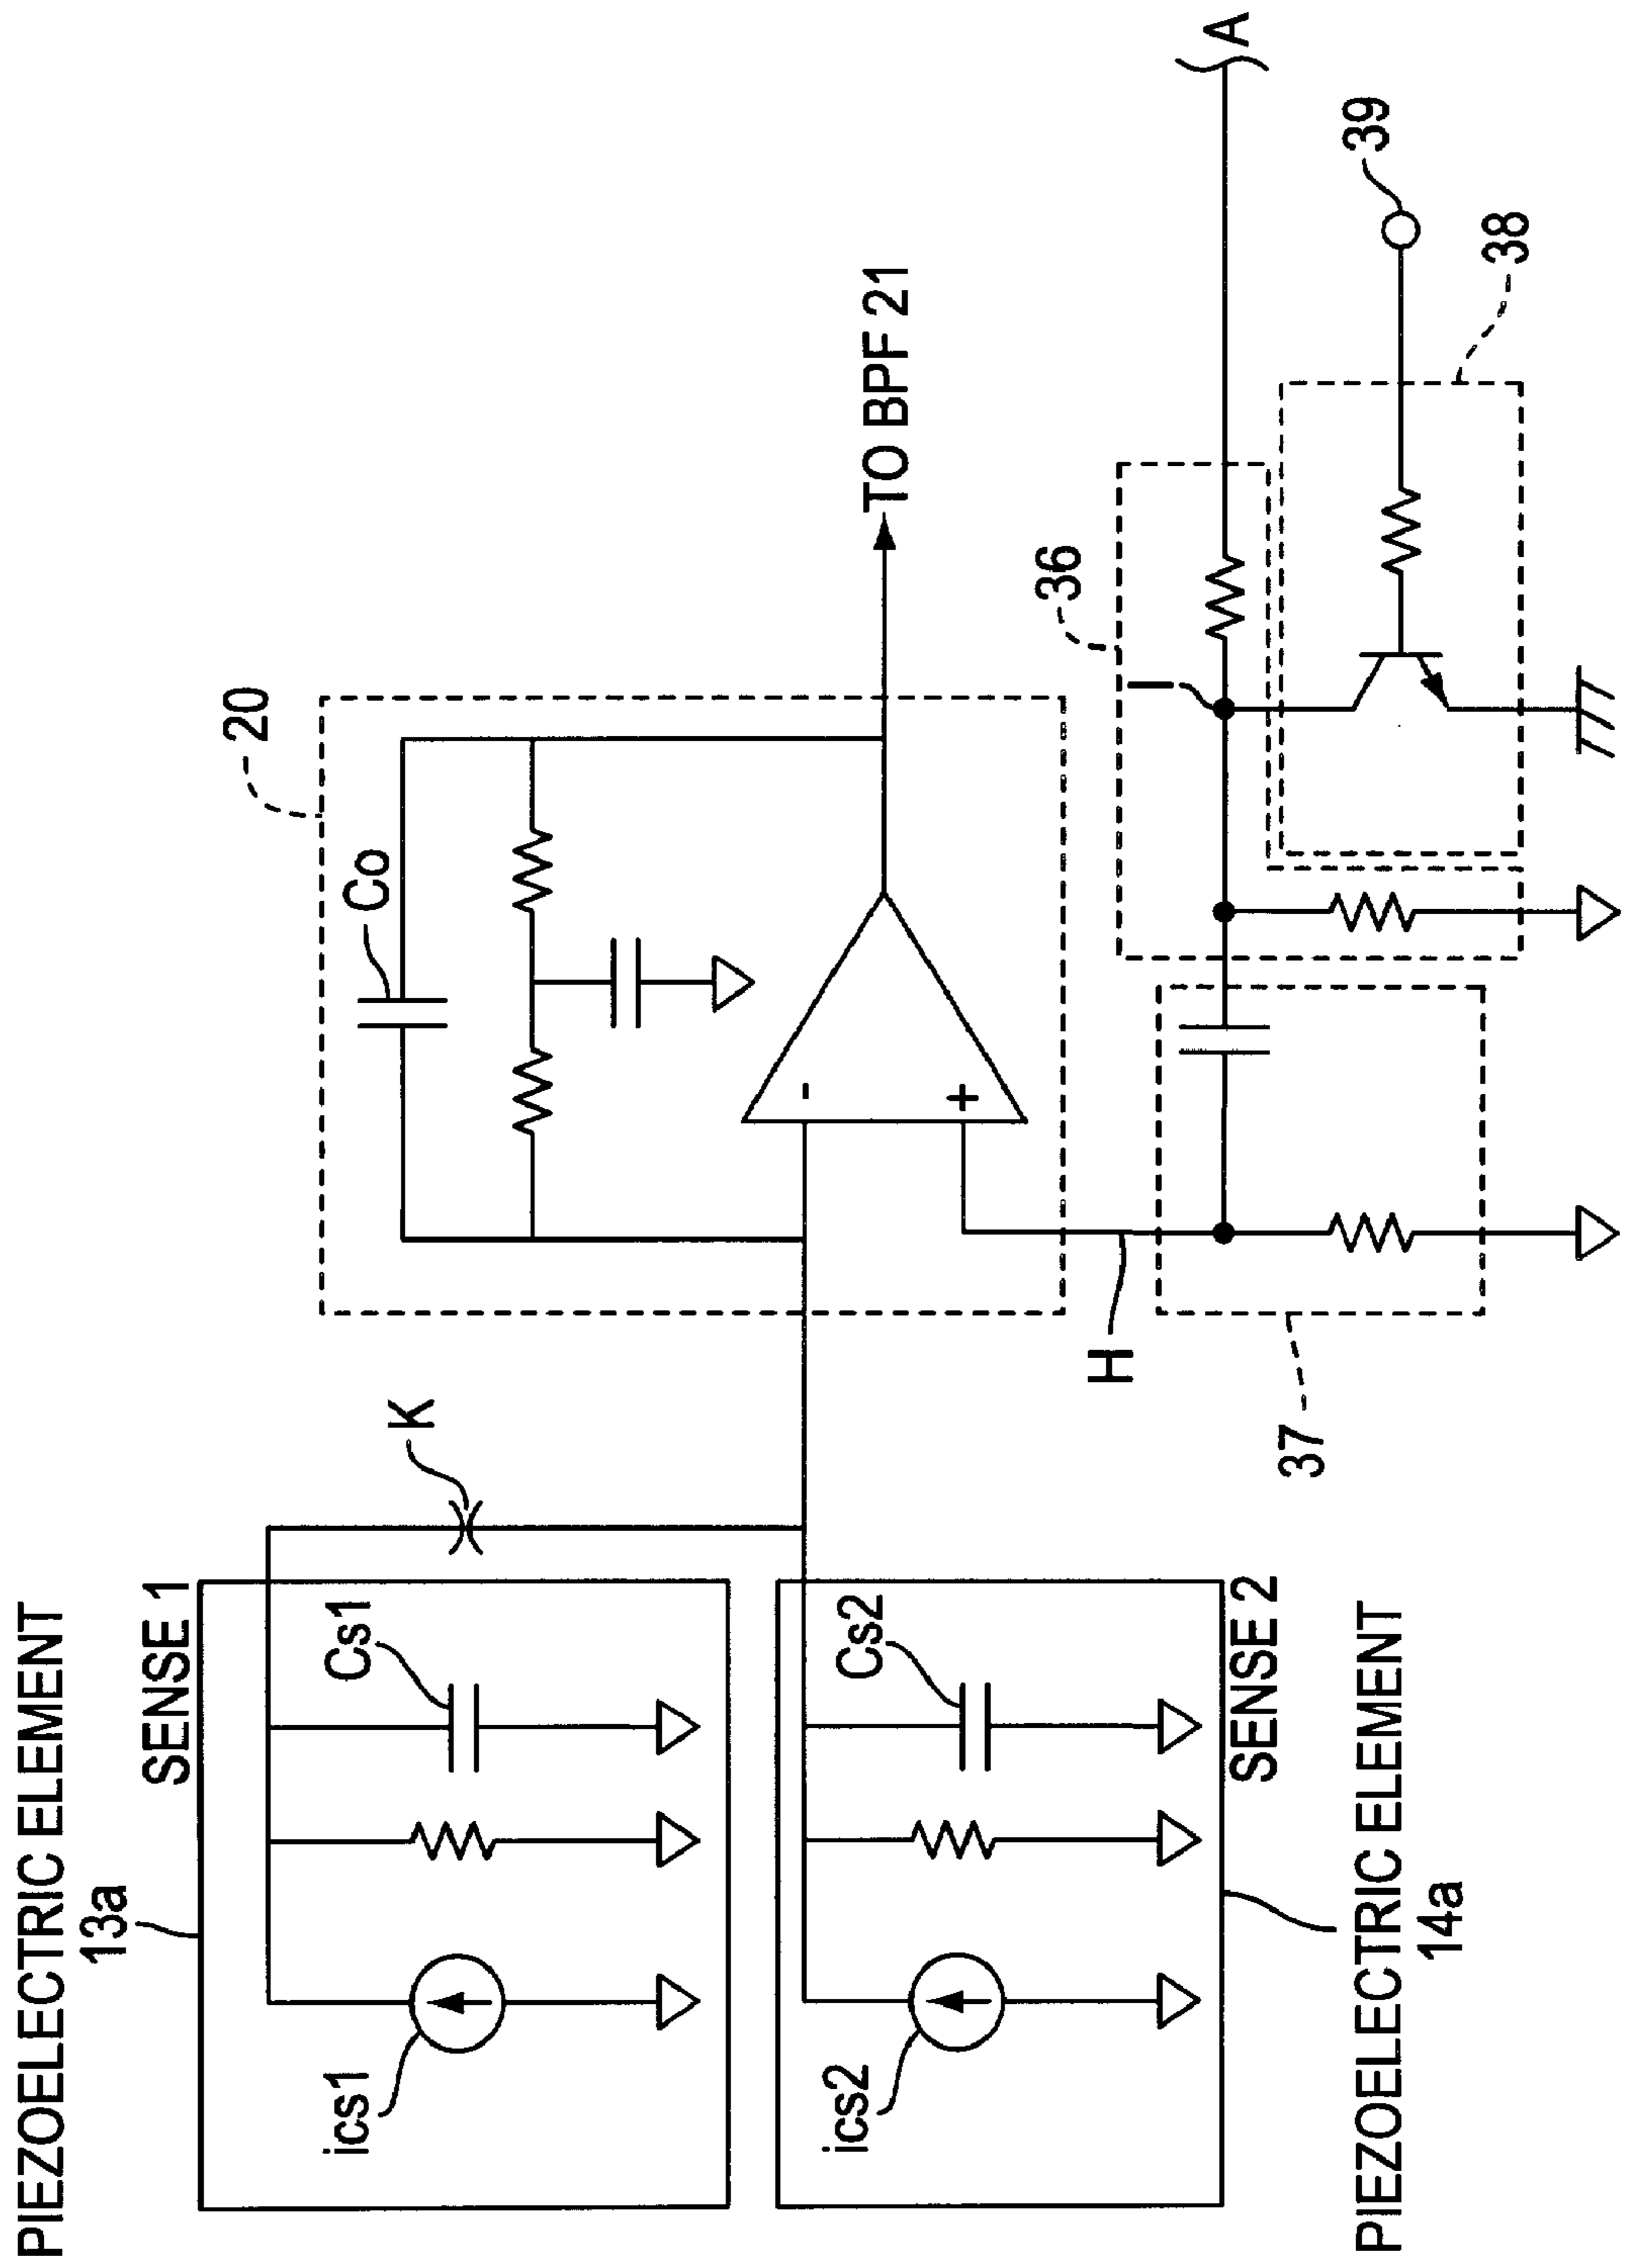 PIEZOELECTRIC ELEMENT
13a
SENSE 1
ics1
Cs1
K
20
Co
-
+
TO BPF 21
ics2
Cs2
SENSE 2
PIEZOELECTRIC ELEMENT
14a
H
37
36
I
A
39
38